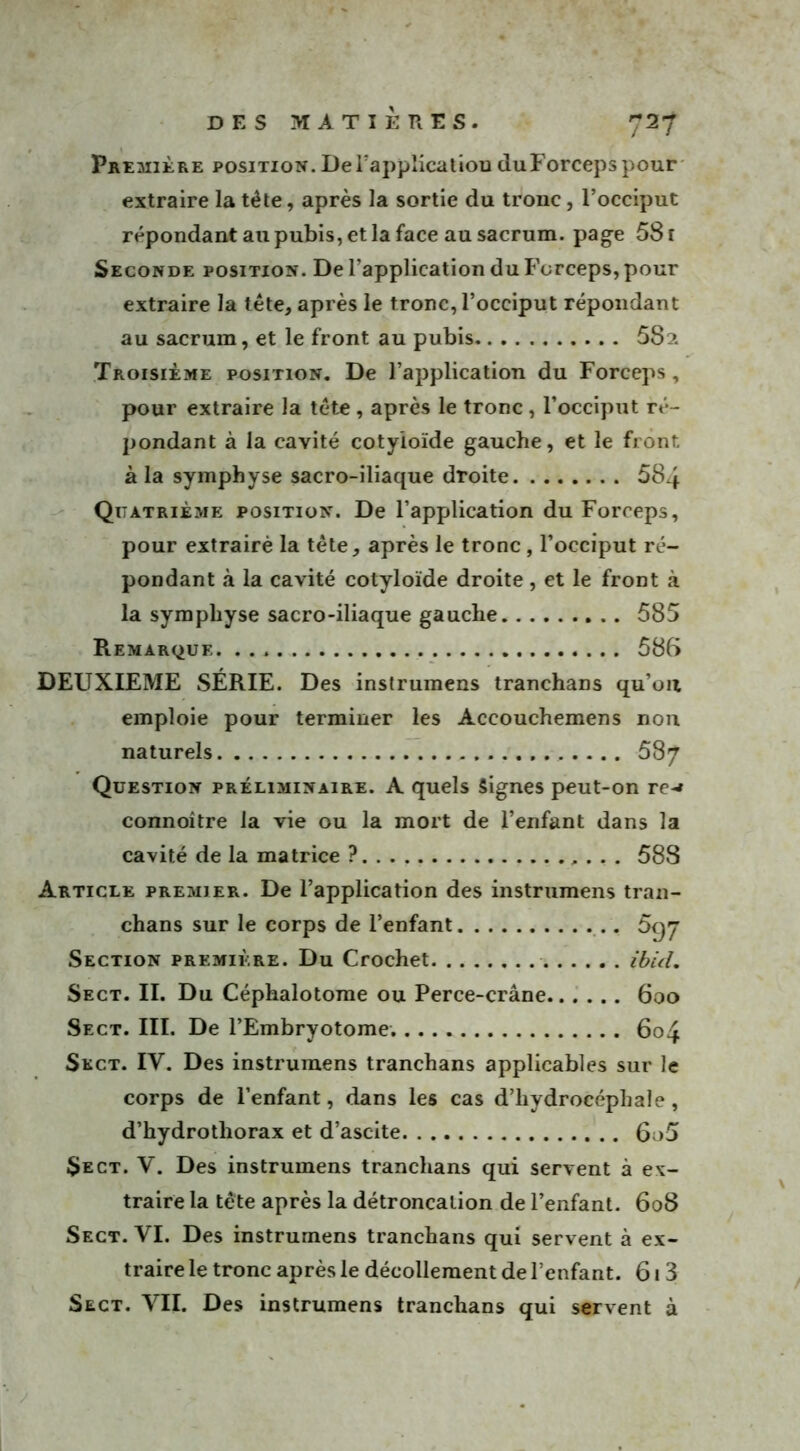 DES MATIÈRES. 727
PREMIÈRE POSITION. De l'application du Forceps pour
extraire la tête, après la sortie du tronc, l'occiput
répondant au pubis, et la face au sacrum. page 581
SECONDE POSITION. De l'application du Forceps, pour
extraire la tête, après le tronc, l'occiput répondant
au sacrum, et le front au pubis............ 582
TROISIÈME POSITION. De l'application du Forceps,
pour extraire la tête, après le tronc, l'occiput ré-
pondant à la cavité cotyloïde gauche, et le front
à la symphyse sacro-iliaque droite......... 584
QUATRIÈME POSITION. De l'application du Forceps,
pour extrairè la tête, après le tronc, l'occiput ré-
pondant à la cavité cotyloïde droite, et le front à
la symphyse sacro-iliaque gauche.......... 585
REMARQUE............................. 586
DEUXIEME SÉRIE. Des instrumens tranchans qu'on
emploie pour terminer les Accouchemens non
naturels............................. 587
QUESTION PRÉLIMINAIRE. A quels signes peut-on re-
connoître la vie ou la mort de l'enfant dans la
cavité de la matrice ?................... 588
ARTICLE PREMIER. De l'application des instrumens tran-
chans sur le corps de l'enfant............. 597
SECTION PREMIÈRE. Du Crochet.............. ibid.
SECT. II. Du Céphalotome ou Perce-crâne...... 600
SECT. III. De l'Embryotome................ 604
SECT. IV. Des instrumens tranchans applicables sur le
corps de l'enfant, dans les cas d'hydrocéphale,
d'hydrothorax et d'ascite................. 605
SECT. V. Des instrumens tranchans qui servent à ex-
traire la tête après la détroncation de l'enfant. 608
SECT. VI. Des instrumens tranchans qui servent à ex-
traire le tronc après le décollement de l'enfant. 613
SECT. VII. Des instrumens tranchans qui servent à